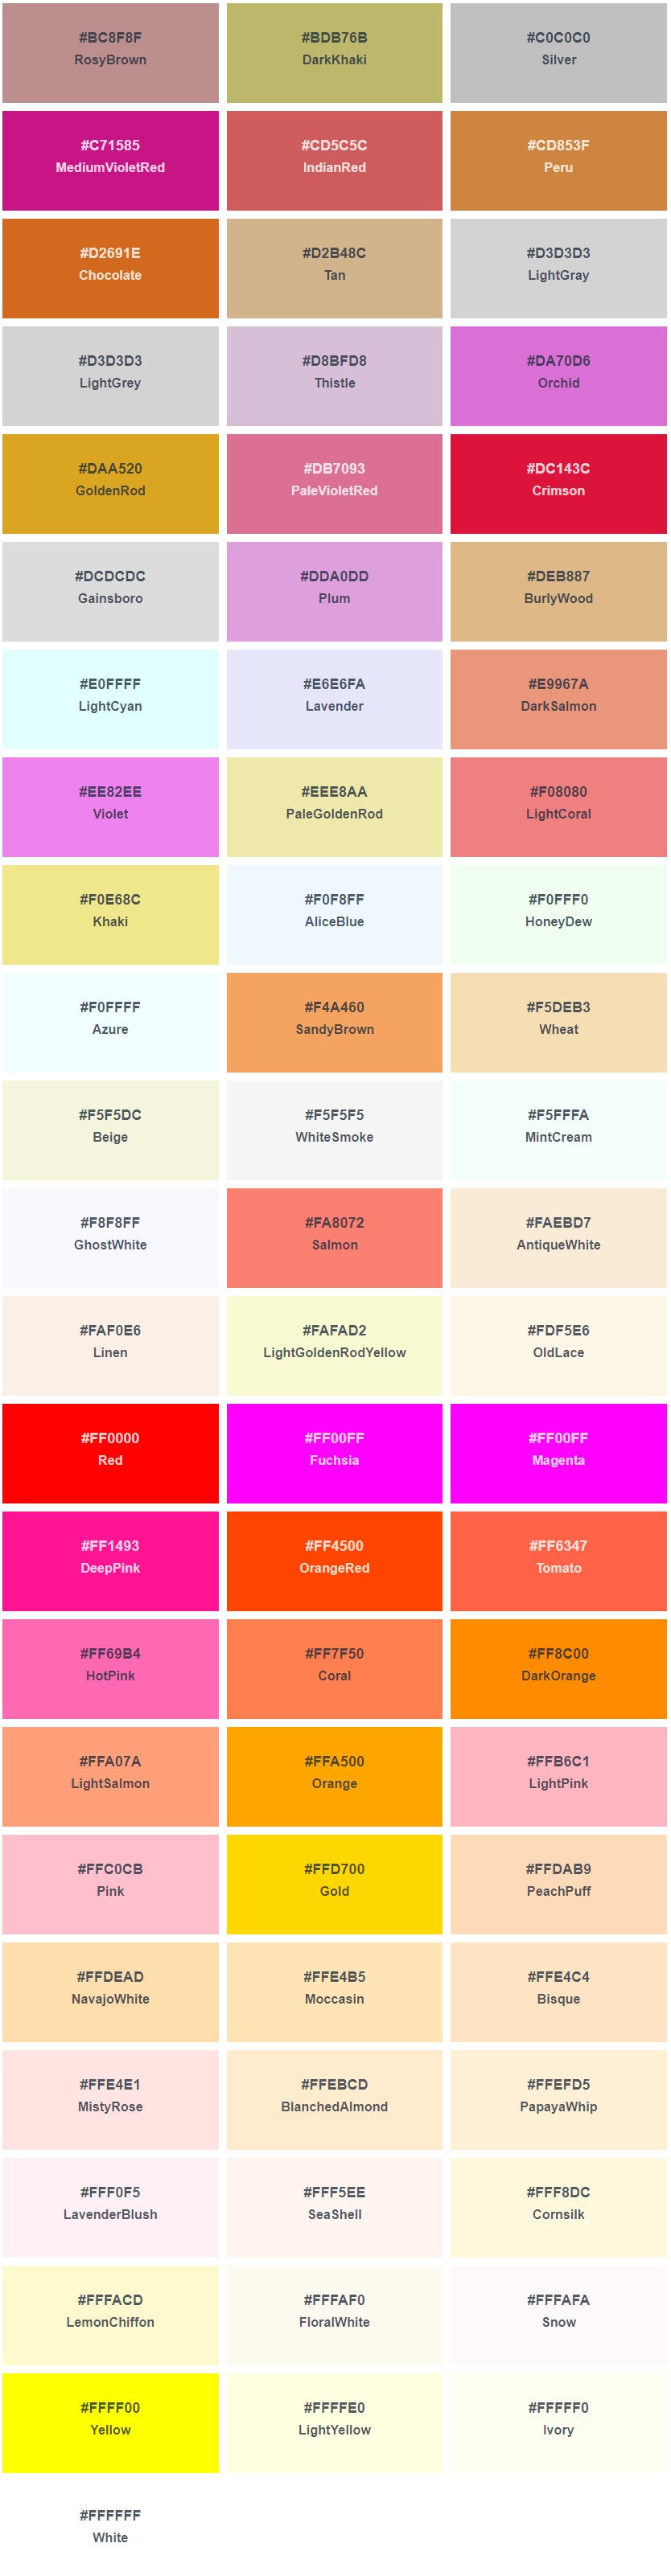 #BC8F8F
RosyBrown
#BDB76B
DarkKhaki
#C0C0C0
Silver
#C71585
MediumVioletRed
#CD5C5C
IndianRed
#CD853F
Peru
#D2691E
Chocolate
#D2B48C
Tan
#D3D3D3
LightGray
#D3D3D3
LightGrey
#D8BFD8
Thistle
#DA70D6
Orchid
#DAA520
GoldenRod
#DB7093
PaleVioletRed
#DC143C
Crimson
#DCDCDC
Gainsboro
#DDA0DD
Plum
#DEB887
BurlyWood
#E0FFFF
LightCyan
#E6E6FA
Lavender
#E9967A
DarkSalmon
#EE82EE
Violet
#EEE8AA
PaleGoldenRod
#F08080
LightCoral
#F0E68C
Khaki
#F0F8FF
AliceBlue
#F0FFF0
HoneyDew
#F0FFFF
Azure
#F4A460
SandyBrown
#F5DEB3
Wheat
#F5F5DC
Beige
#F5F5F5
WhiteSmoke
#F5FFFA
MintCream
#F8F8FF
GhostWhite
#FA8072
Salmon
#FAEBD7
AntiqueWhite
#FAF0E6
Linen
#FAFAD2
LightGoldenRodYellow
#FDF5E6
OldLace
#FF0000
Red
#FF00FF
Fuchsia
#FF00FF
Magenta
#FF1493
DeepPink
#FF4500
OrangeRed
#FF6347
Tomato
#FF69B4
HotPink
#FF7F50
Coral
#FF8C00
DarkOrange
#FFA07A
LightSalmon
#FFA500
Orange
#FFB6C1
LightPink
#FFC0CB
Pink
#FFD700
Gold
#FFDAB9
PeachPuff
#FFDEAD
NavajoWhite
#FFE4B5
Moccasin
#FFE4C4
Bisque
#FFE4E1
MistyRose
#FFEBCD
BlanchedAlmond
#FFEFD5
PapayaWhip
#FFF0F5
LavenderBlush
#FFF5EE
SeaShell
#FFF8DC
Cornsilk
#FFFACD
LemonChiffon
#FFFAF0
FloralWhite
#FFFAFA
Snow
#FFFF00
Yellow
#FFFFE0
LightYellow
#FFFFF0
Ivory
#FFFFFF
White